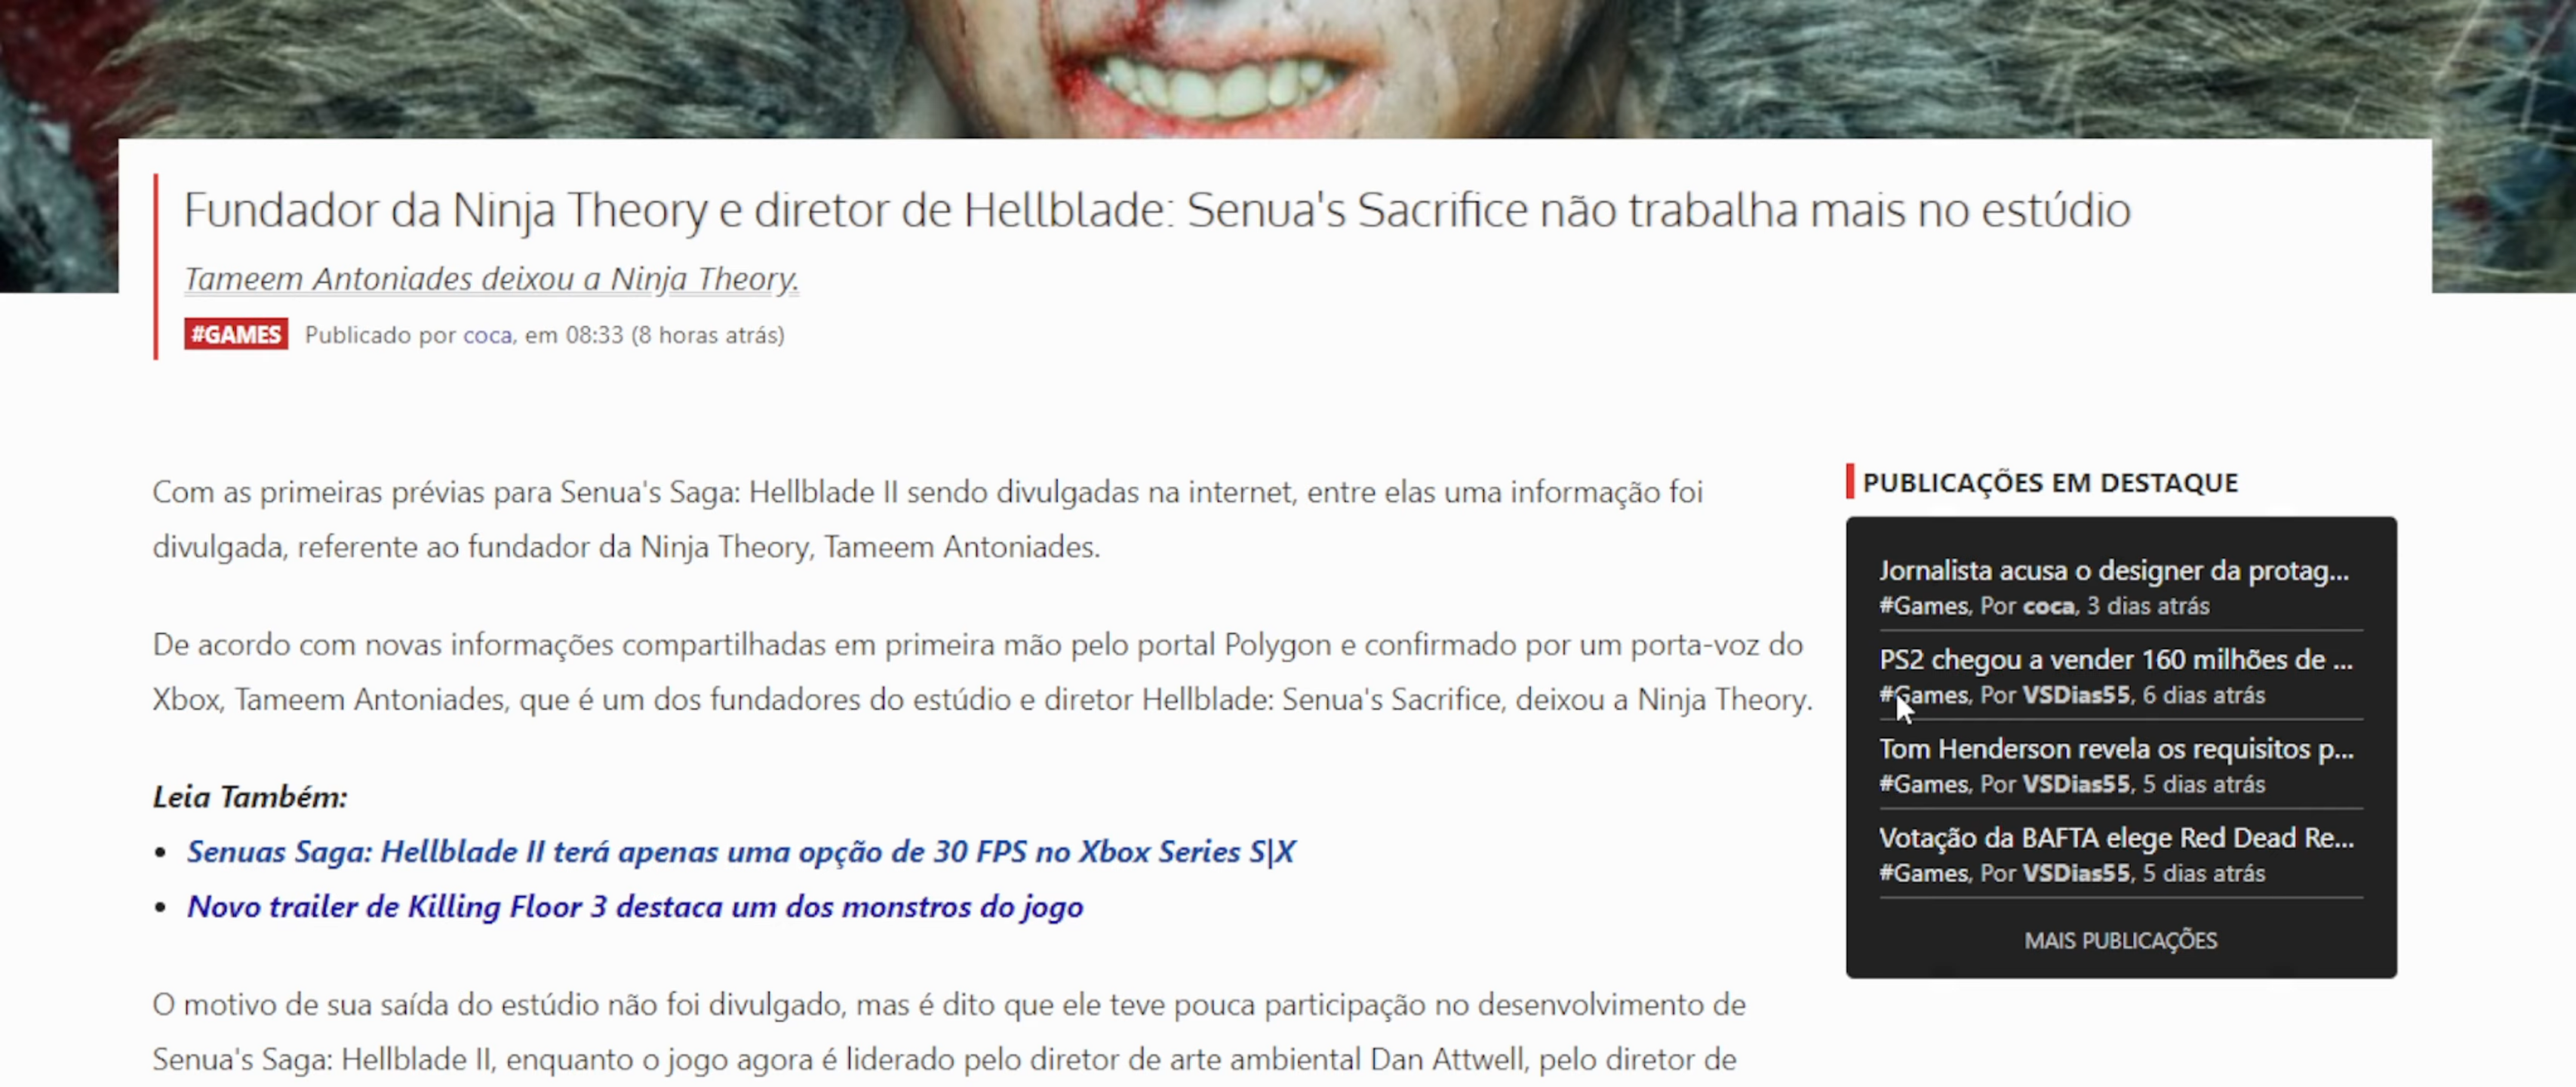 Fundador da Ninja Theory e diretor de Hellblade: Senua's Sacrifice não trabalha mais no estúdio
Tameem Antoniades deixou a Ninja Theory.
#GAMES Publicado por coca, em 08:33 (8 horas atrás)
Com as primeiras prévias para Senua's Saga: Hellblade II sendo divulgadas na internet, entre elas uma informação foi
divulgada, referente ao fundador da Ninja Theory, Tameem Antoniades.
De acordo com novas informações compartilhadas em primeira mão pelo portal Polygon e confirmado por um porta-voz do
Xbox, Tameem Antoniades, que é um dos fundadores do estúdio e diretor Hellblade: Senua's Sacrifice, deixou a Ninja Theory.
Leia Também:
• Senuas Saga: Hellblade II terá apenas uma opção de 30 FPS no Xbox Series S|X
• Novo trailer de Killing Floor 3 destaca um dos monstros do jogo
O motivo de sua saída do estúdio não foi divulgado, mas é dito que ele teve pouca participação no desenvolvimento de
Senua's Saga: Hellblade II, enquanto o jogo agora é liderado pelo diretor de arte ambiental Dan Attwell, pelo diretor de
PUBLICAÇÕES EM DESTAQUE
Jornalista acusa o designer da protag...
#Games, Por coca, 3 dias atrás
PS2 chegou a vender 160 milhões de ...
#Games, Por VSDias55, 6 dias atrás
Tom Henderson revela os requisitos p...
#Games, Por VSDias55, 5 dias atrás
Votação da BAFTA elege Red Dead Re...
#Games, Por VSDias55, 5 dias atrás
MAIS PUBLICAÇÕES